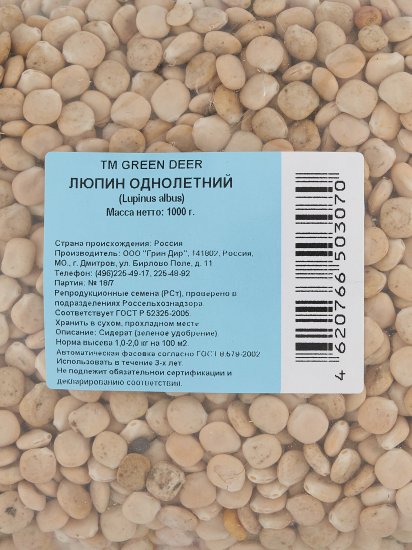 TM GREEN DEER
ЛЮПИН ОДНОЛЕТНИЙ
(Lupinus albus)
Масса нетто: 1000 г.
Страна происхождения: Россия
Производитель: ООО "Грин Дир", 141802, Россия,
МО., г. Дмитров, ул. Бирлово Поле, д. 11
Телефон: (496)225-49-17, 225-48-92
Партия: № 18/7
Репродукционные семена (РСт), проверено в
подразделениях Россельхознадзора.
Соответствует ГОСТ Р 52325-2005.
Хранить в сухом, прохладном месте
Описание: Сидерат (зеленое удобрение).
Норма высева 1,0-2,0 кг на 100 м2.
Автоматическая фасовка согласно ГОСТ 8.579-2002
Использовать в течение 3-х лет
Не подлежит обязательной сертификации и
декларированию соответствия.
4620766503070